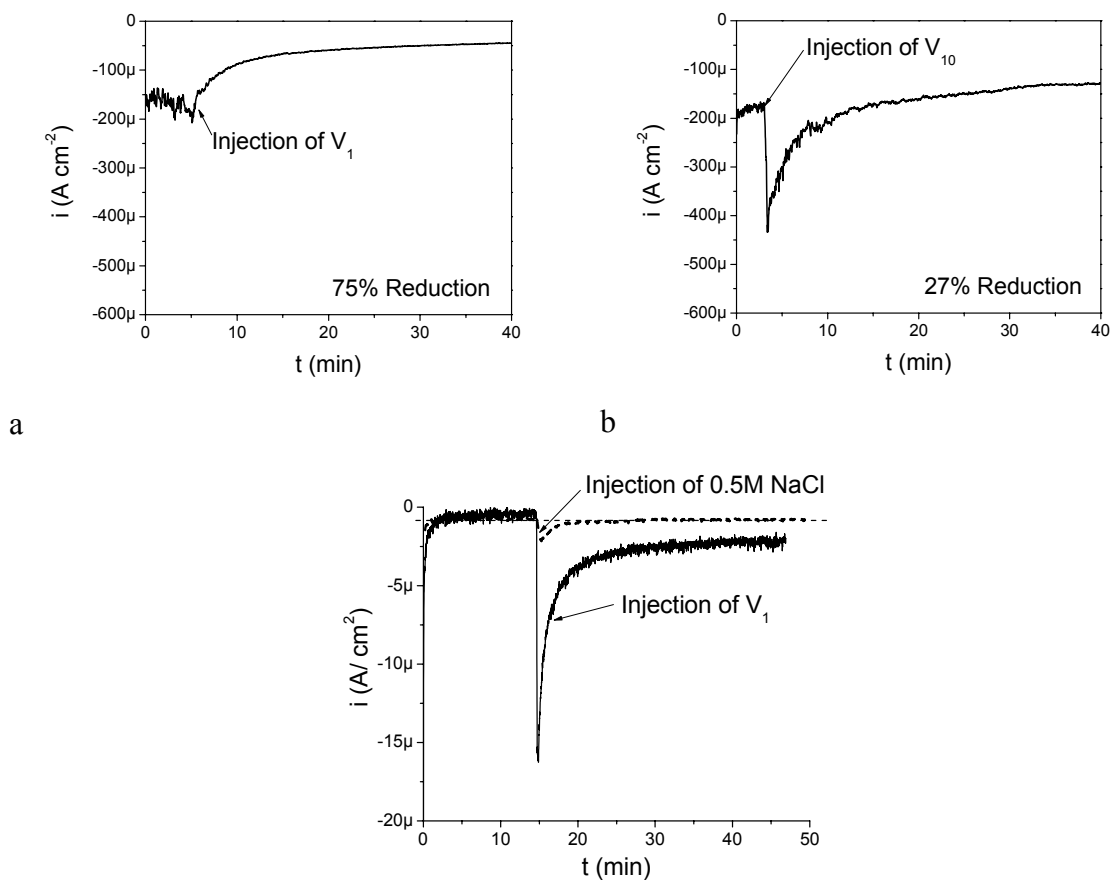 0
-100µ
-200µ
-300µ
-400µ
-500µ
-600µ
i (A cm⁻²)
Injection of V₁
75% Reduction
0 10 20 30 40
t (min)
0
-100µ
-200µ
-300µ
-400µ
-500µ
-600µ
i (A cm⁻²)
Injection of V₁₀
27% Reduction
0 10 20 30 40
t (min)
a
b
0
-5µ
-10µ
-15µ
-20µ
i (A/ cm²)
Injection of 0.5M NaCl
Injection of V₁
0 10 20 30 40 50
t (min)